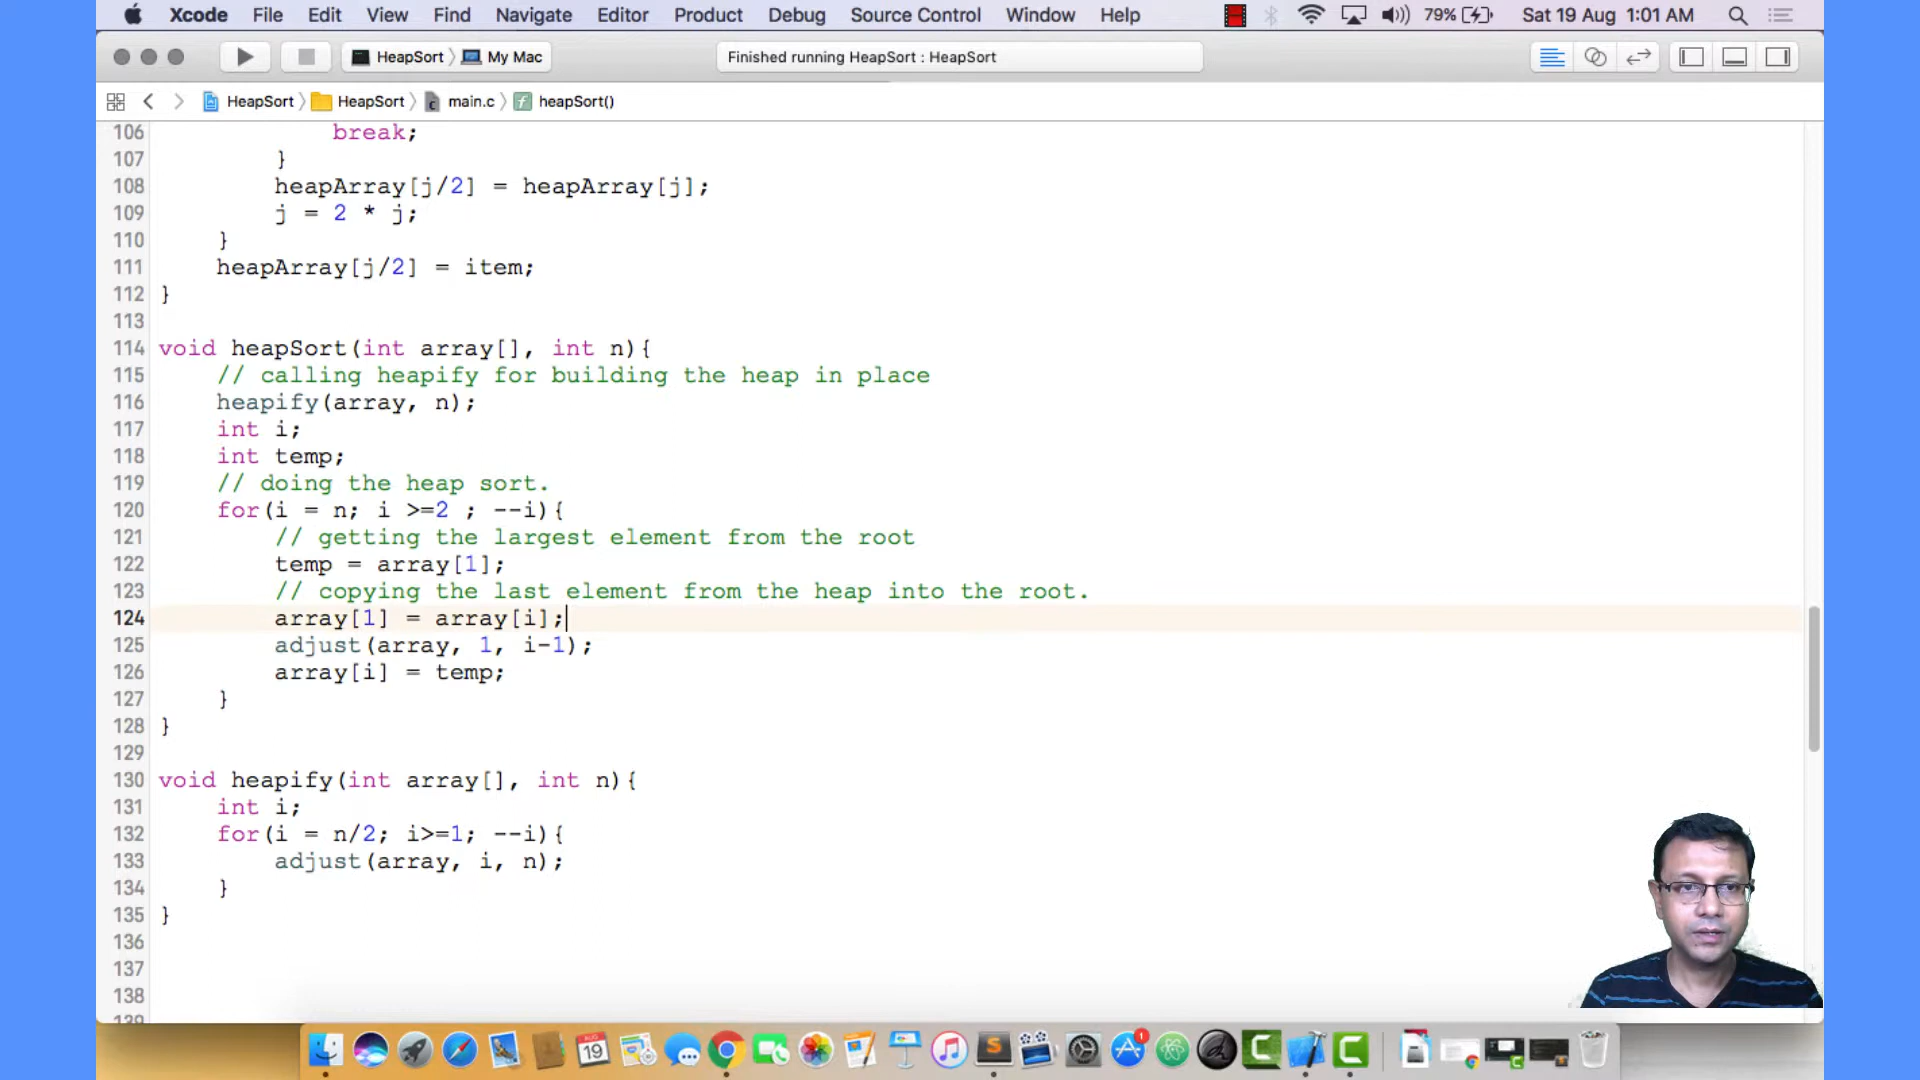 Xcode File Edit View Find Navigate Editor Product Debug Source Control Window Help 79% Sat 19 Aug 1:01 AM
HeapSort My Mac Finished running HeapSort : HeapSort
HeapSort HeapSort main.c heapSort()
106 break;
107 }
108 heapArray[j/2] = heapArray[j];
109 j = 2 * j;
110 }
111 heapArray[j/2] = item;
112 }
113
114 void heapSort(int array[], int n){
115 // calling heapify for building the heap in place
116 heapify(array, n);
117 int i;
118 int temp;
119 // doing the heap sort.
120 for(i = n; i >=2 ; --i){
121 // getting the largest element from the root
122 temp = array[1];
123 // copying the last element from the heap into the root.
124 array[1] = array[i];
125 adjust(array, 1, i-1);
126 array[i] = temp;
127 }
128 }
129
130 void heapify(int array[], int n){
131 int i;
132 for(i = n/2; i>=1; --i){
133 adjust(array, i, n);
134 }
135 }
136
137
138
139
19 1